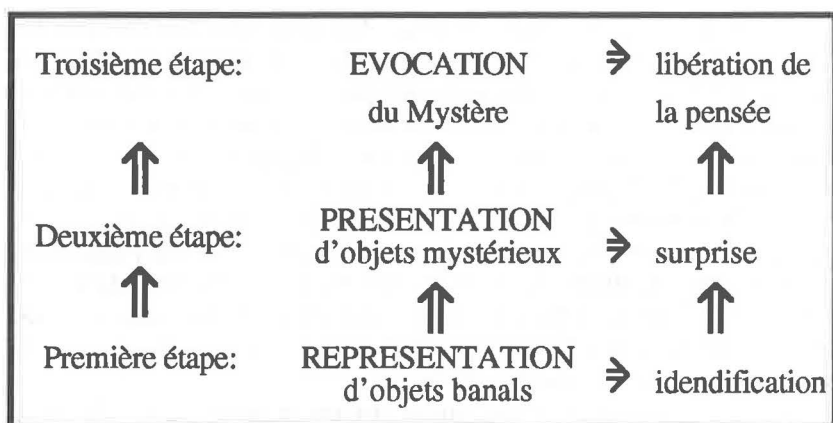 Troisième étape: EVOCATION libération de
du Mystère la pensée
Deuxième étape: PRESENTATION
d'objets mystérieux surprise
Première étape: REPRESENTATION
d'objets banals idendification